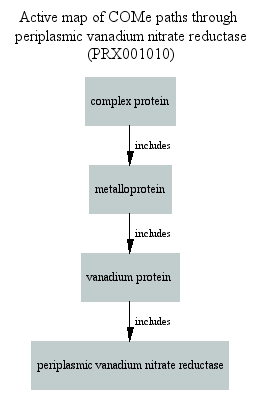 Active map of COMe paths through
periplasmic vanadium nitrate reductase
(PRX001010)
complex protein
includes
metalloprotein
includes
vanadium protein
includes
periplasmic vanadium nitrate reductase